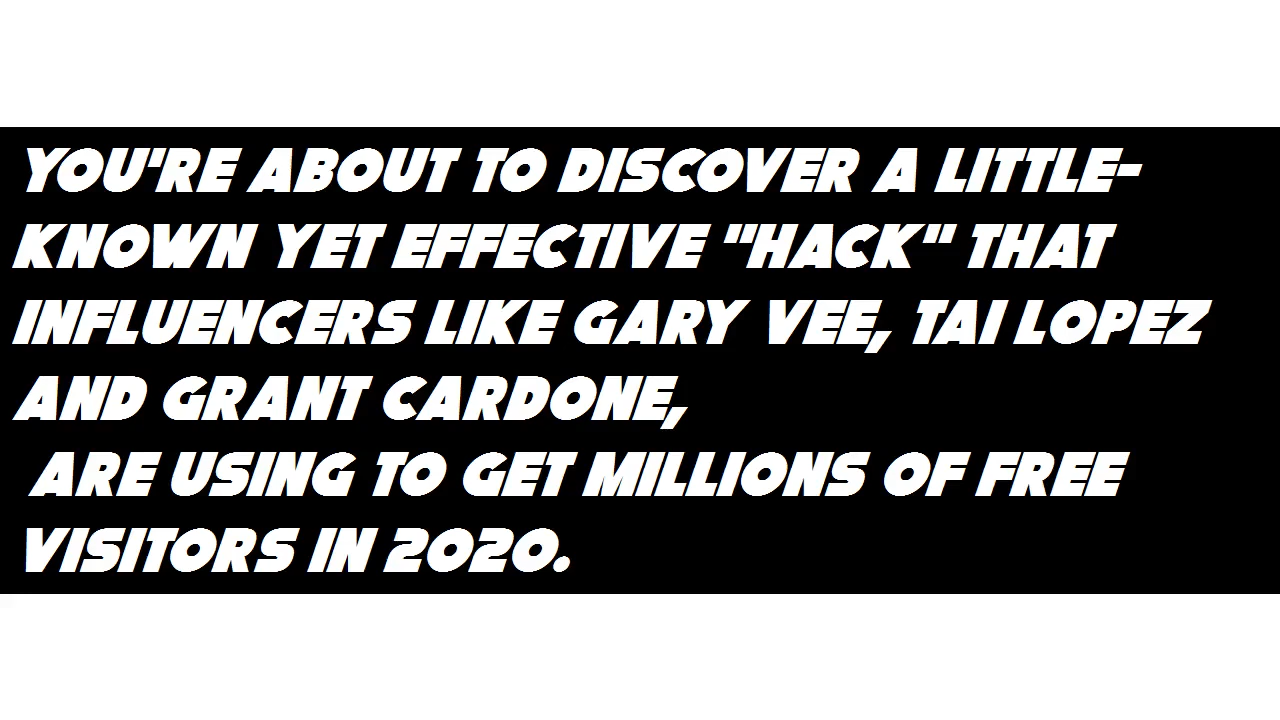 YOU'RE ABOUT TO DISCOVER A LITTLE-
KNOWN YET EFFECTIVE "HACK" THAT
INFLUENCERS LIKE GARY VEE, TAI LOPEZ
AND GRANT CARDONE,
ARE USING TO GET MILLIONS OF FREE
VISITORS IN 2020.